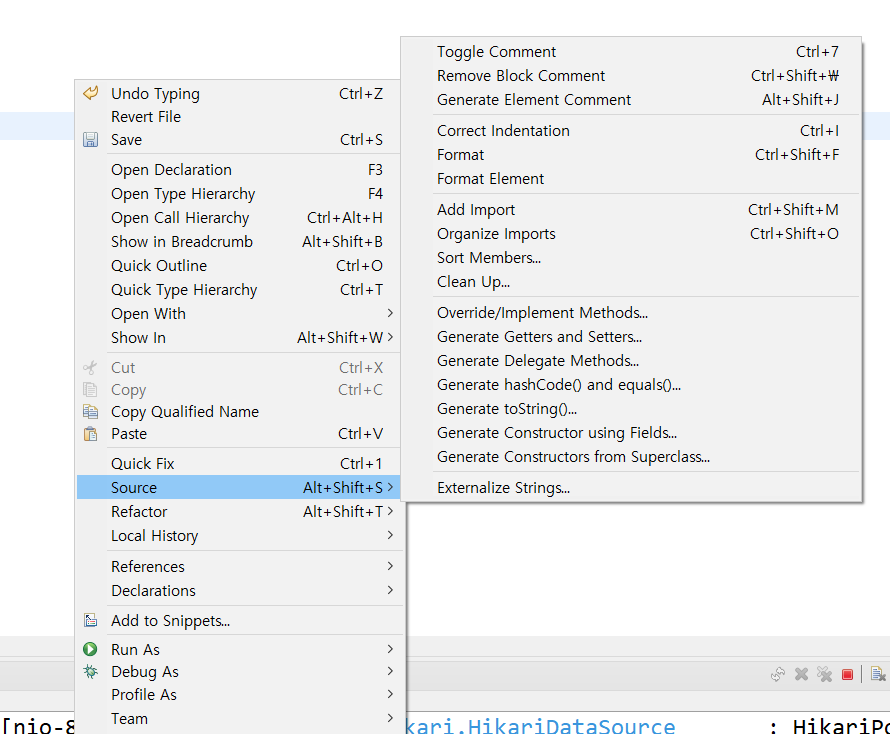 Undo Typing Ctrl+Z
Revert File
Save Ctrl+S
Open Declaration F3
Open Type Hierarchy F4
Open Call Hierarchy Ctrl+Alt+H
Show in Breadcrumb Alt+Shift+B
Quick Outline Ctrl+O
Quick Type Hierarchy Ctrl+T
Open With
Show In Alt+Shift+W
Cut Ctrl+X
Copy Ctrl+C
Copy Qualified Name
Paste Ctrl+V
Quick Fix Ctrl+1
Source Alt+Shift+S
Refactor Alt+Shift+T
Local History
References
Declarations
Add to Snippets...
Run As
Debug As
Profile As
Team
Toggle Comment Ctrl+7
Remove Block Comment Ctrl+Shift+₩
Generate Element Comment Alt+Shift+J
Correct Indentation Ctrl+I
Format Ctrl+Shift+F
Format Element
Add Import Ctrl+Shift+M
Organize Imports Ctrl+Shift+O
Sort Members...
Clean Up...
Override/Implement Methods...
Generate Getters and Setters...
Generate Delegate Methods...
Generate hashCode() and equals()...
Generate toString()...
Generate Constructor using Fields...
Generate Constructors from Superclass...
Externalize Strings...
[nio-8 kari.HikariDataSource : HikariPo